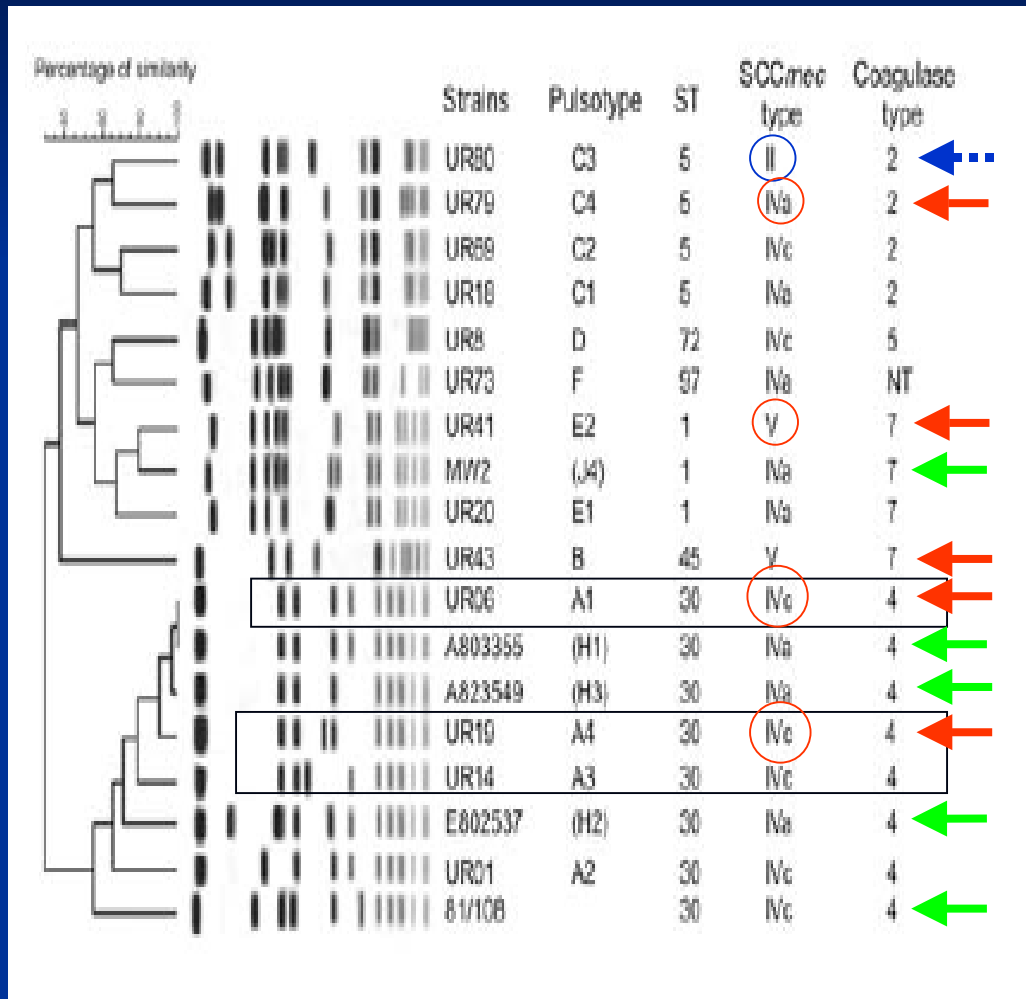 Percentage of similarity
Strains Pulsotype ST SCCmec type Coagulase type
UR80 C3 5 II 2
UR79 C4 5 IVa 2
UR69 C2 5 IVc 2
UR18 C1 5 IVa 2
UR8 D 72 IVc 5
UR73 F 97 IVa NT
UR41 E2 1 V 7
MW2 (J4) 1 IVa 7
UR20 E1 1 IVa 7
UR43 B 45 V 7
UR06 A1 30 IVc 4
A803355 (H1) 30 IVa 4
A823549 (H3) 30 IVa 4
UR19 A4 30 IVc 4
UR14 A3 30 IVc 4
E802537 (H2) 30 IVa 4
UR01 A2 30 IVc 4
81/108 30 IVc 4